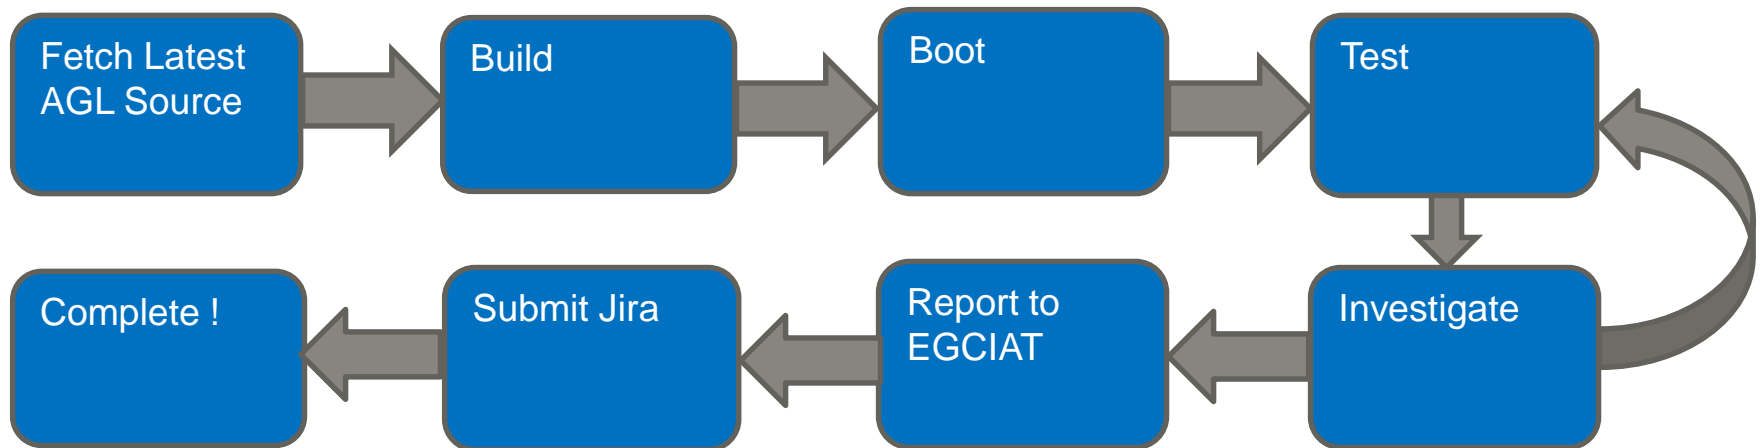 Fetch Latest
AGL Source
Build
Boot
Test
Complete !
Submit Jira
Report to
EGCIAT
Investigate